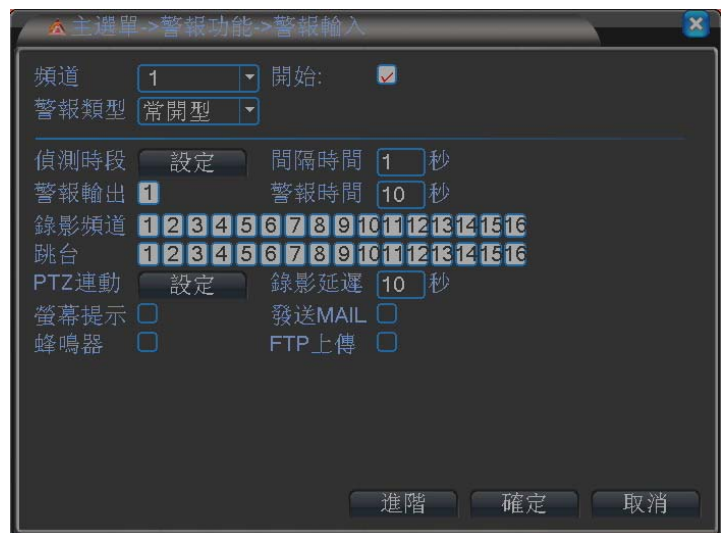 主選單->警報功能->警報輸入
頻道 1 開始:
警報類型 常開型
偵測時段 設定 間隔時間 1 秒
警報輸出 1 警報時間 10 秒
錄影頻道 1 2 3 4 5 6 7 8 9 10 11 12 13 14 15 16
跳台 1 2 3 4 5 6 7 8 9 10 11 12 13 14 15 16
PTZ連動 設定 錄影延遲 10 秒
螢幕提示 發送MAIL
蜂鳴器 FTP上傳
進階 確定 取消